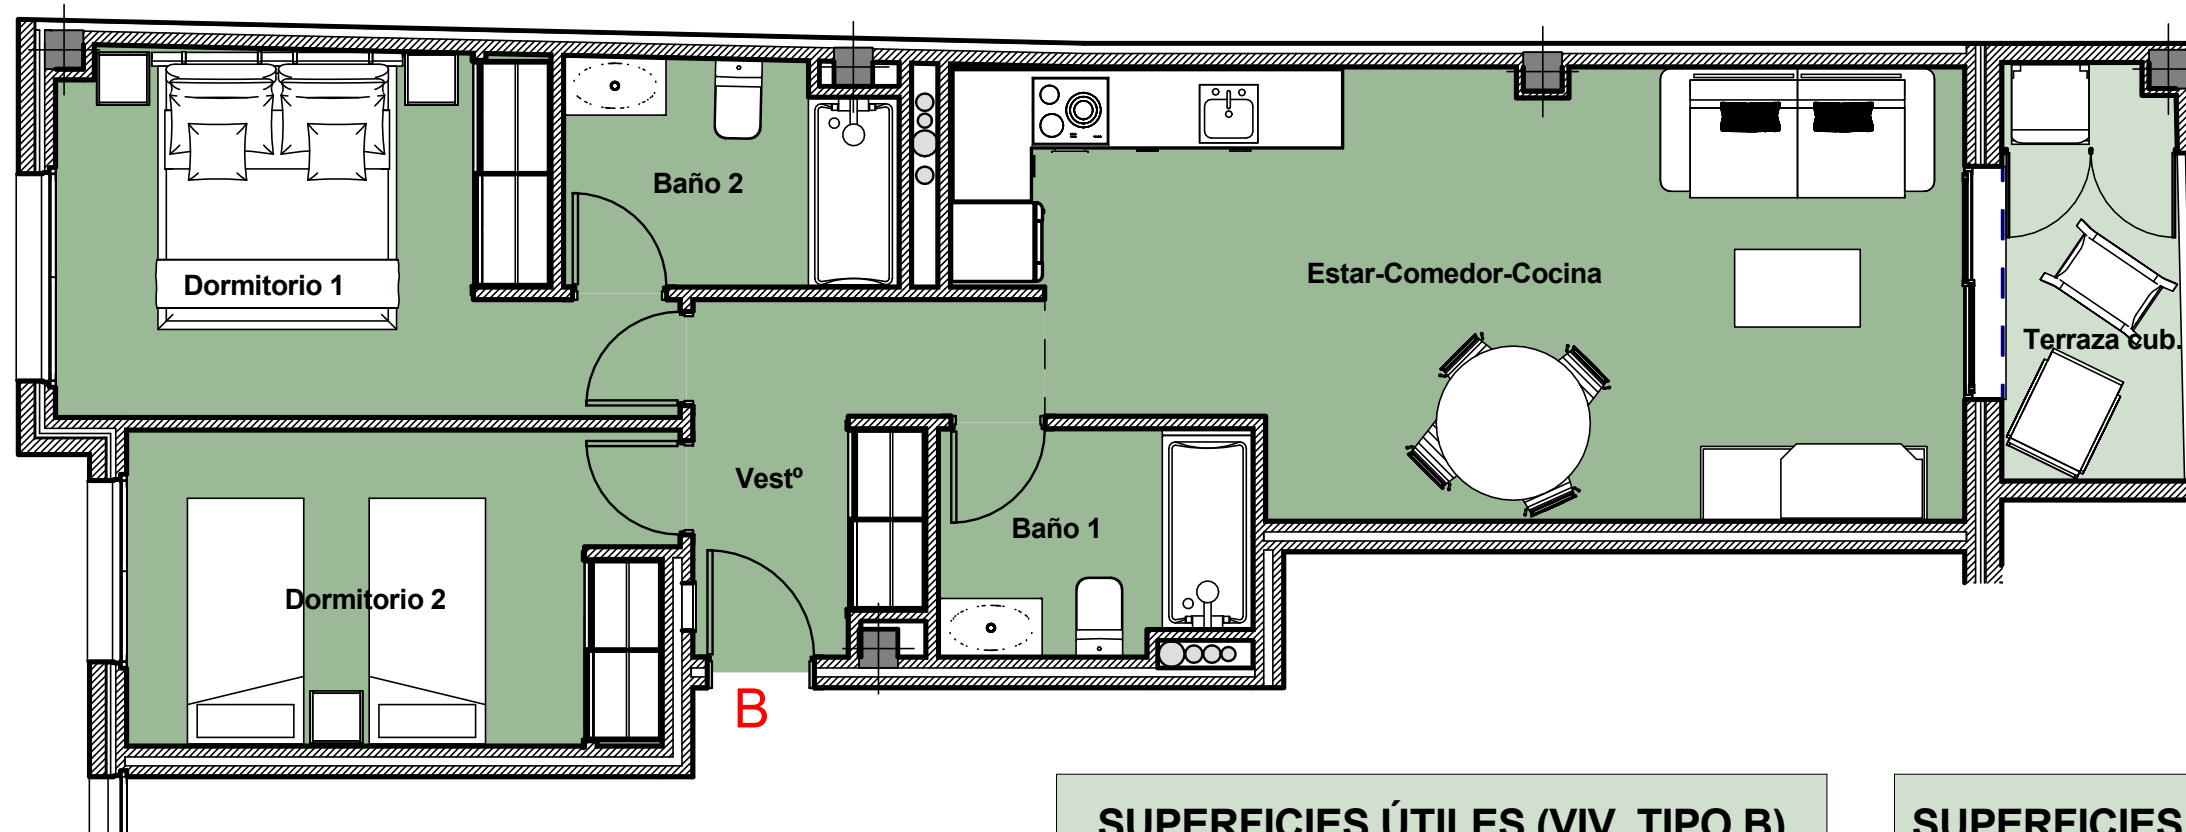 Baño 2
Dormitorio 1
Estar-Comedor-Cocina
Terraza cub.
Vestº
Baño 1
Dormitorio 2
B
SUPERFICIES ÚTILES (VIV. TIPO B)
SUPERFICIES